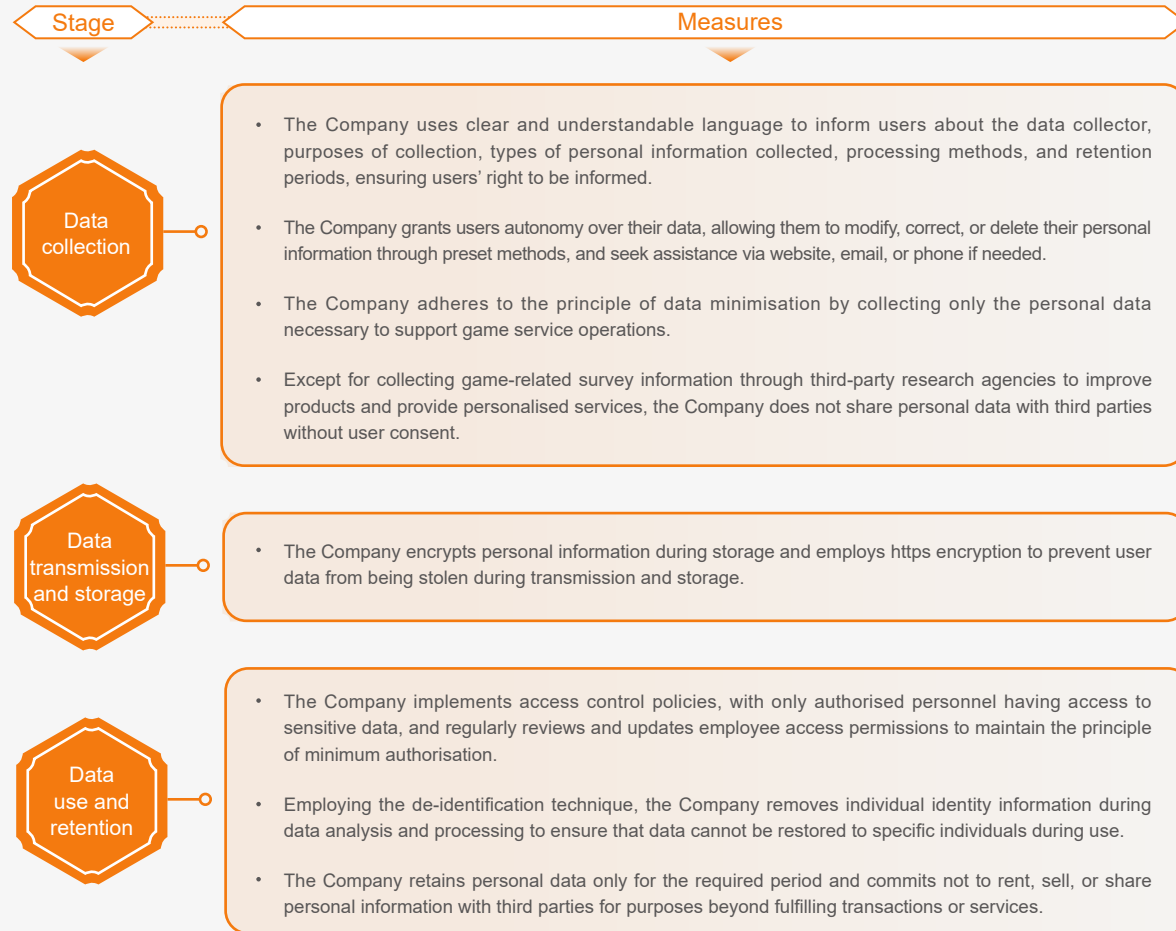 Stage
Measures
Data
collection
• The Company uses clear and understandable language to inform users about the data collector,
purposes of collection, types of personal information collected, processing methods, and retention
periods, ensuring users’ right to be informed.
• The Company grants users autonomy over their data, allowing them to modify, correct, or delete their personal
information through preset methods, and seek assistance via website, email, or phone if needed.
• The Company adheres to the principle of data minimisation by collecting only the personal data
necessary to support game service operations.
• Except for collecting game-related survey information through third-party research agencies to improve
products and provide personalised services, the Company does not share personal data with third parties
without user consent.
Data
transmission
and storage
• The Company encrypts personal information during storage and employs https encryption to prevent user
data from being stolen during transmission and storage.
Data
use and
retention
• The Company implements access control policies, with only authorised personnel having access to
sensitive data, and regularly reviews and updates employee access permissions to maintain the principle
of minimum authorisation.
• Employing the de-identification technique, the Company removes individual identity information during
data analysis and processing to ensure that data cannot be restored to specific individuals during use.
• The Company retains personal data only for the required period and commits not to rent, sell, or share
personal information with third parties for purposes beyond fulfilling transactions or services.